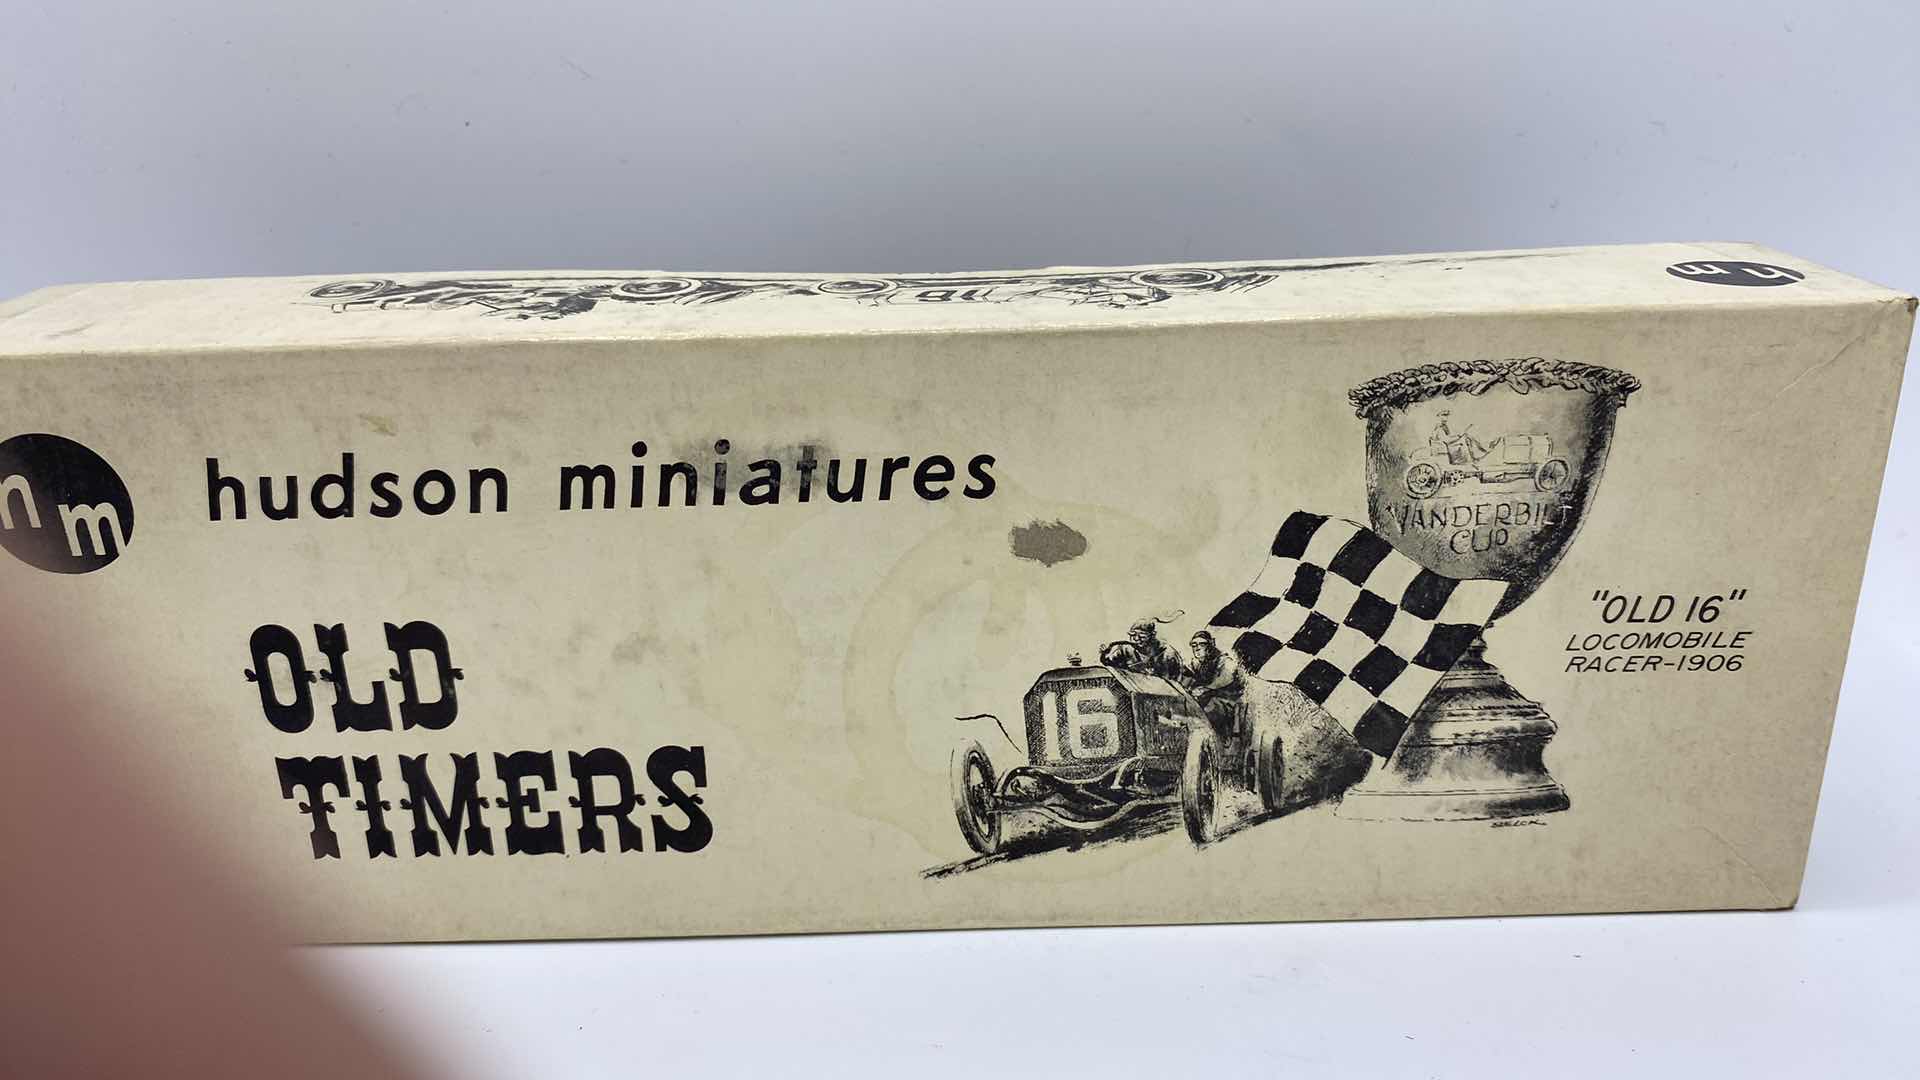 hm
hm
hudson miniatures
OLD
TIMERS
16
VANDERBILT
CUP
"OLD 16"
LOCOMOBILE
RACER-1906